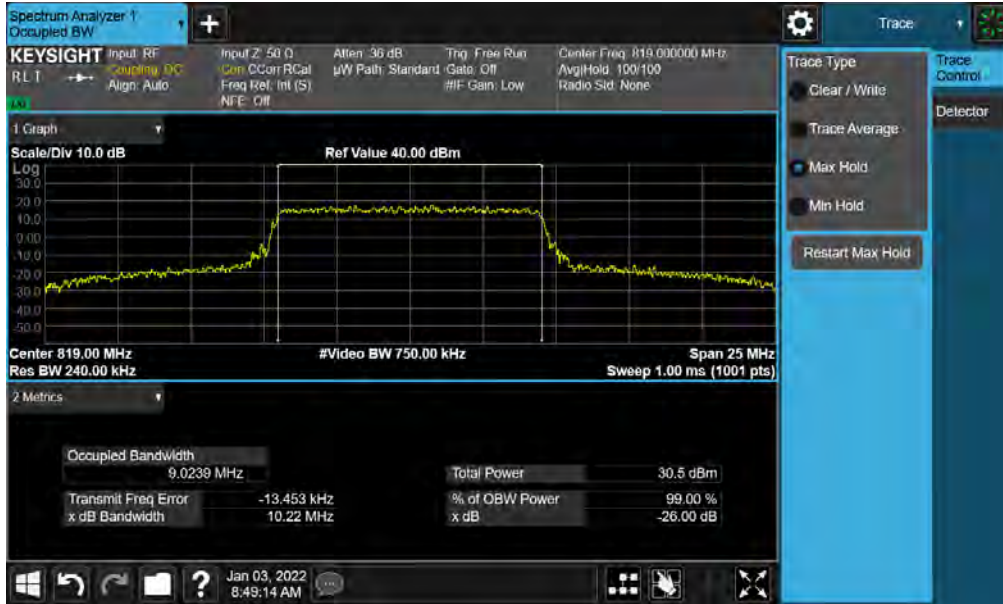 Spectrum Analyzer 1
Occupied BW
+
Trace
KEYSIGHT
RLT
Input: RF
Coupling: DC
Align: Auto
Input Z: 50 Ω
Corr CCorr RCal
Freq Ref: Int (S)
NFE: Off
Atten: 36 dB
µW Path: Standard
Trig: Free Run
Gate: Off
#IF Gain: Low
Center Freq: 819.000000 MHz
Avg|Hold: 100/100
Radio Std: None
1 Graph
Scale/Div 10.0 dB
Ref Value 40.00 dBm
Log
30.0
20.0
10.0
0.00
-10.0
-20.0
-30.0
-40.0
-50.0
Center 819.00 MHz
#Video BW 750.00 kHz
Span 25 MHz
Res BW 240.00 kHz
Sweep 1.00 ms (1001 pts)
2 Metrics
Occupied Bandwidth
9.0239 MHz
Total Power
30.5 dBm
Transmit Freq Error
-13.453 kHz
% of OBW Power
99.00 %
x dB Bandwidth
10.22 MHz
x dB
-26.00 dB
?
Jan 03, 2022
8:49:14 AM
Trace Type
Clear / Write
Trace Average
Max Hold
Min Hold
Restart Max Hold
Trace
Control
Detector